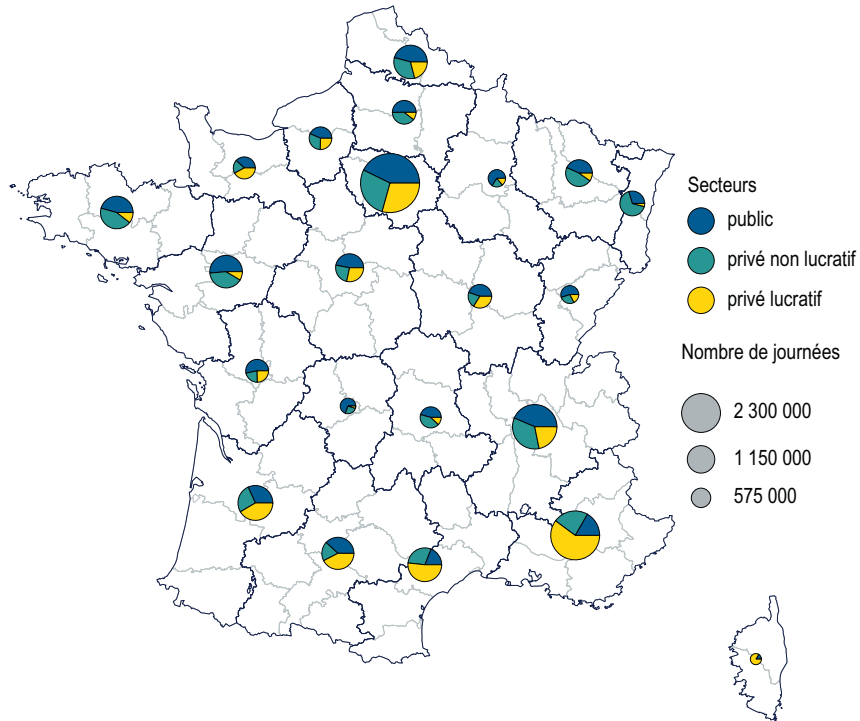 Secteurs
public
privé non lucratif
privé lucratif
Nombre de journées
2 300 000
1 150 000
575 000